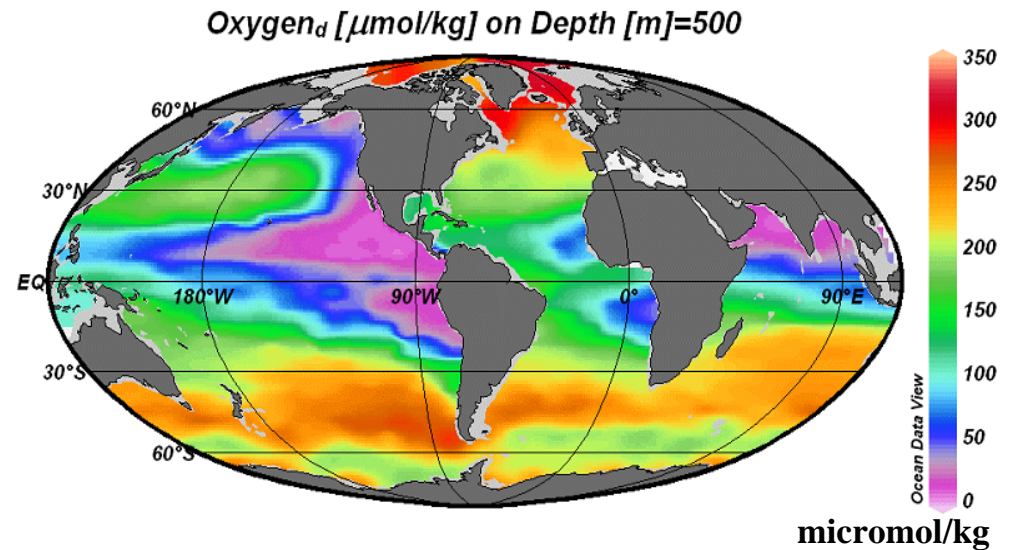 Oxygen_d [μmol/kg] on Depth [m]=500
60°N
30°N
EQ
180°W
90°W
0°
90°E
30°S
60°S
350
300
250
200
150
100
50
0
Ocean Data View
micromol/kg